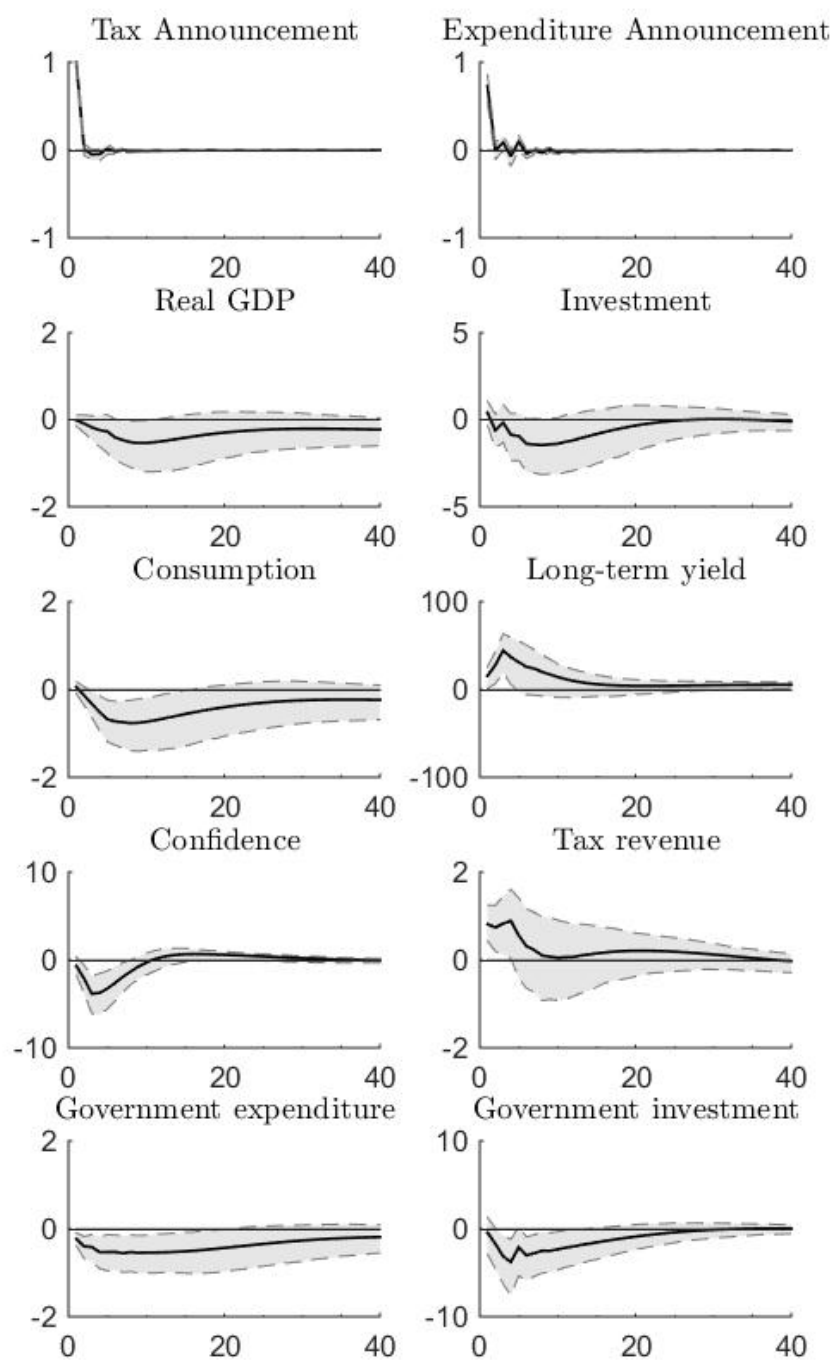 Tax Announcement
1
0
-1
0 20 40
Expenditure Announcement
1
0
-1
0 20 40
Real GDP
2
0
-2
0 20 40
Investment
5
0
-5
0 20 40
Consumption
2
0
-2
0 20 40
Long-term yield
100
0
-100
0 20 40
Confidence
10
0
-10
0 20 40
Tax revenue
2
0
-2
0 20 40
Government expenditure
2
0
-2
0 20 40
Government investment
10
0
-10
0 20 40